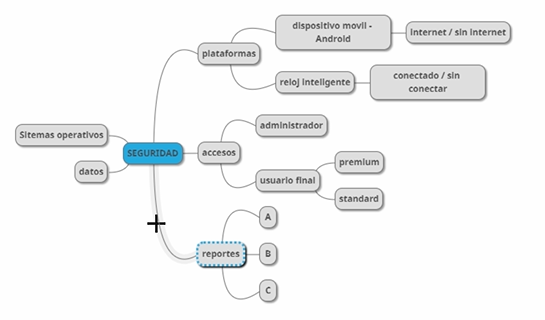 dispositivo movil -
Android
internet / sin internet
plataformas
reloj inteligente
conectado / sin
conectar
Sitemas operativos
SEGURIDAD
datos
accesos
administrador
usuario final
premium
standard
reportes
A
B
C